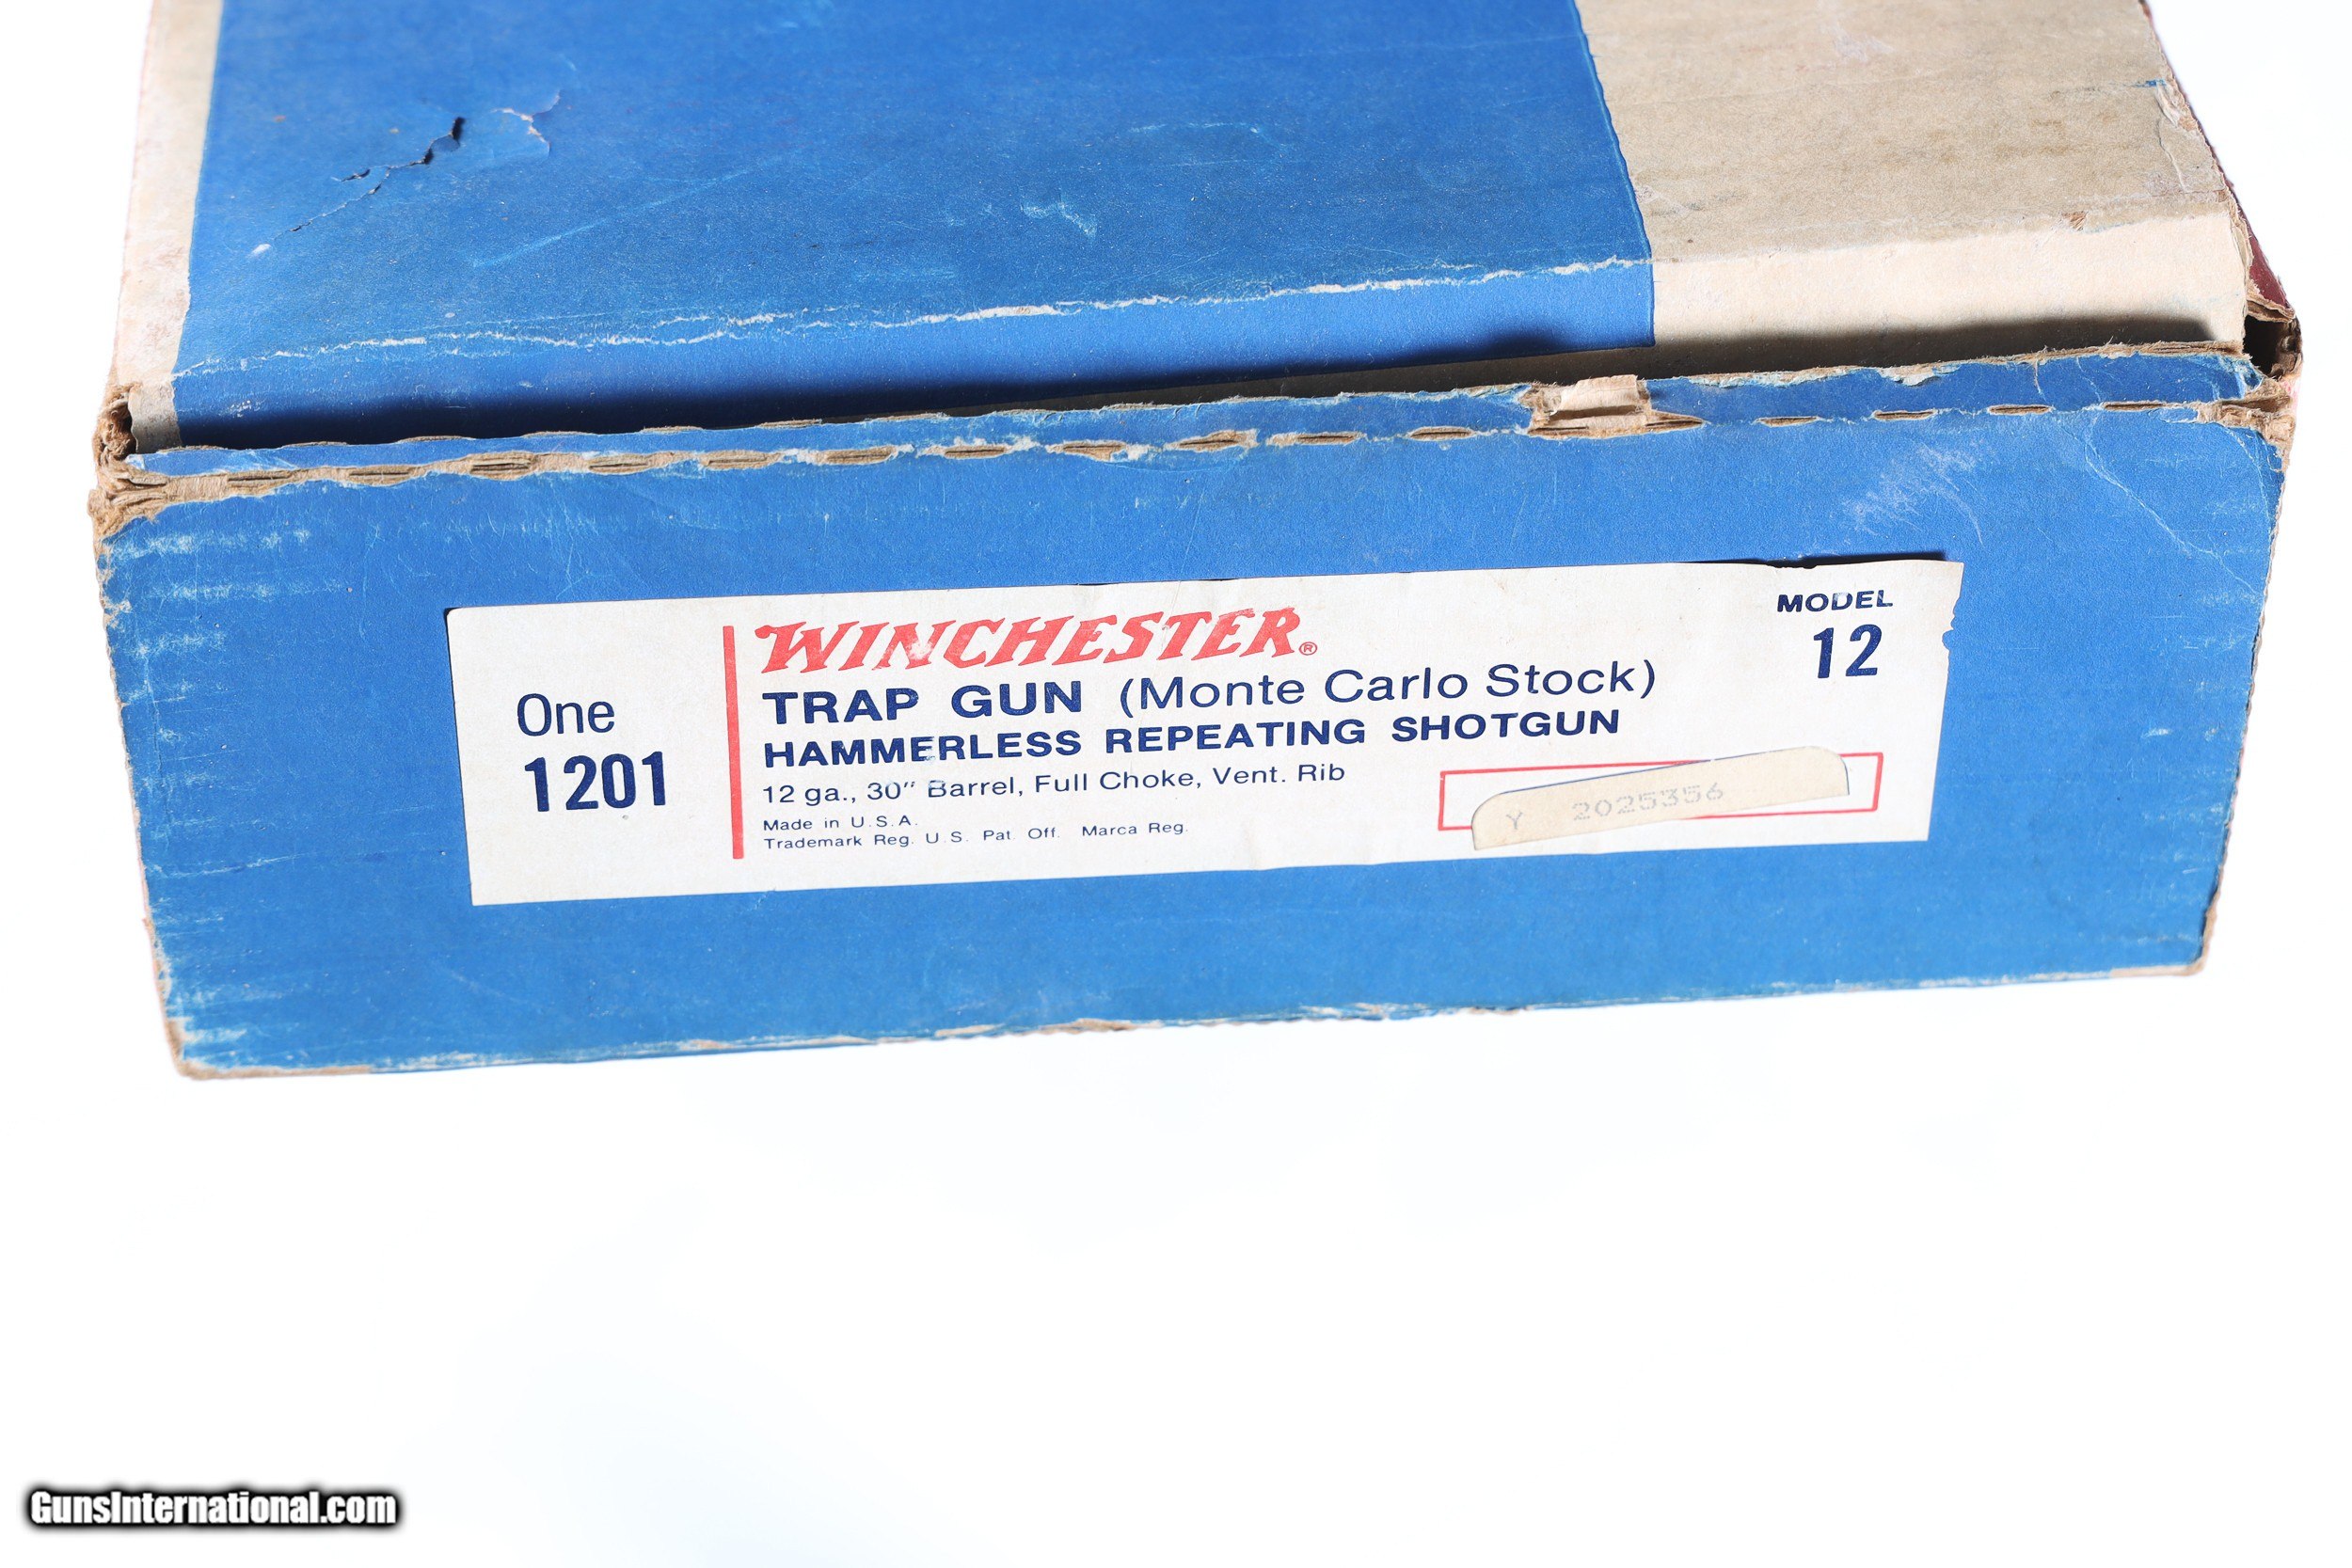 One
1201
WINCHESTER®
TRAP GUN (Monte Carlo Stock)
HAMMERLESS REPEATING SHOTGUN
12 ga., 30" Barrel, Full Choke, Vent. Rib
Made in U.S.A.
Trademark Reg. U.S. Pat. Off. Marca Reg.
MODEL
12
Y 2025356
GunsInternational.com